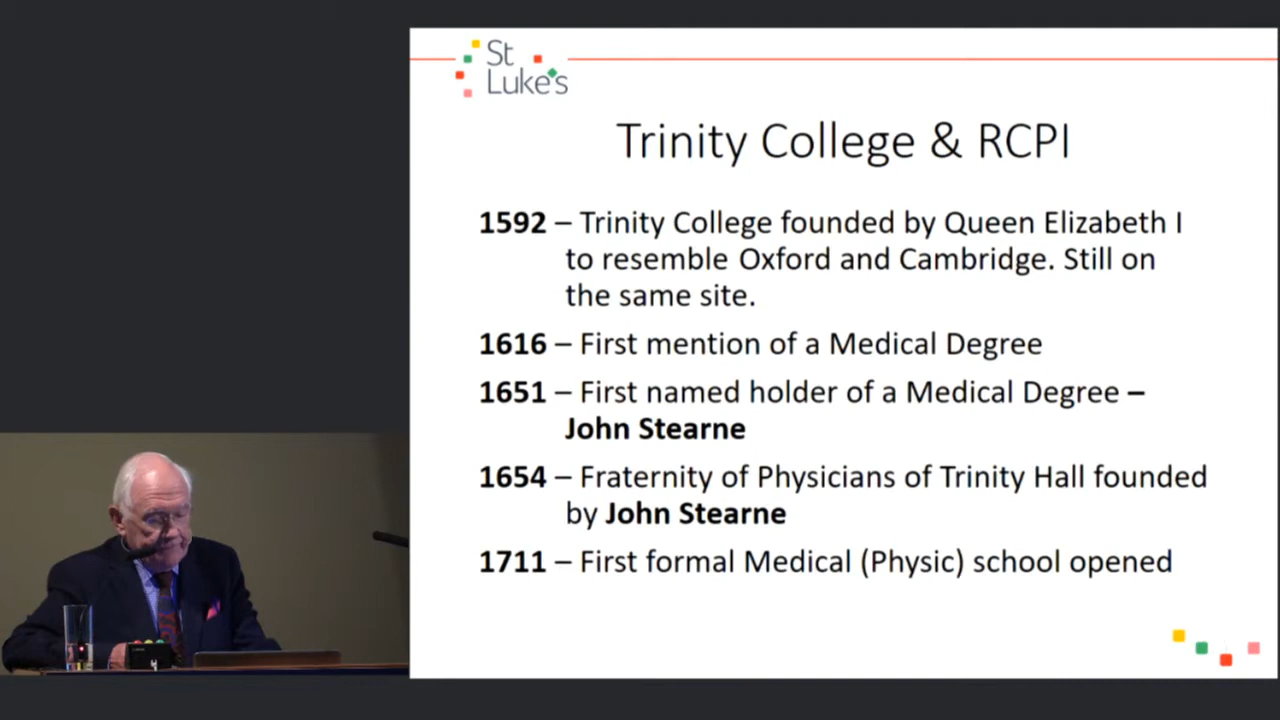 St
Luke's
Trinity College & RCPI
1592 – Trinity College founded by Queen Elizabeth I
to resemble Oxford and Cambridge. Still on
the same site.
1616 – First mention of a Medical Degree
1651 – First named holder of a Medical Degree –
John Stearne
1654 – Fraternity of Physicians of Trinity Hall founded
by John Stearne
1711 – First formal Medical (Physic) school opened